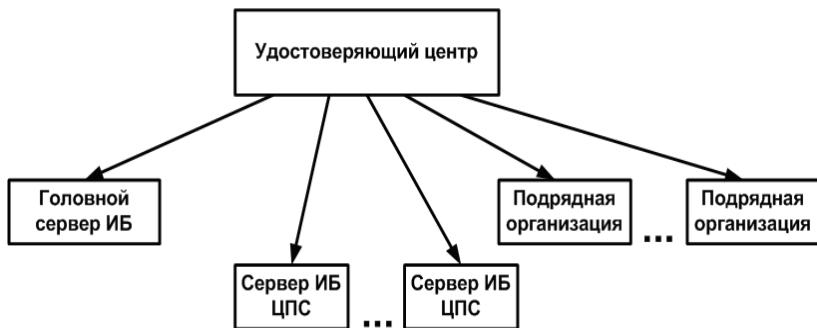 Удостоверяющий центр
Головной
сервер ИБ
Подрядная
организация
...
Подрядная
организация
Сервер ИБ
ЦПС
...
Сервер ИБ
ЦПС